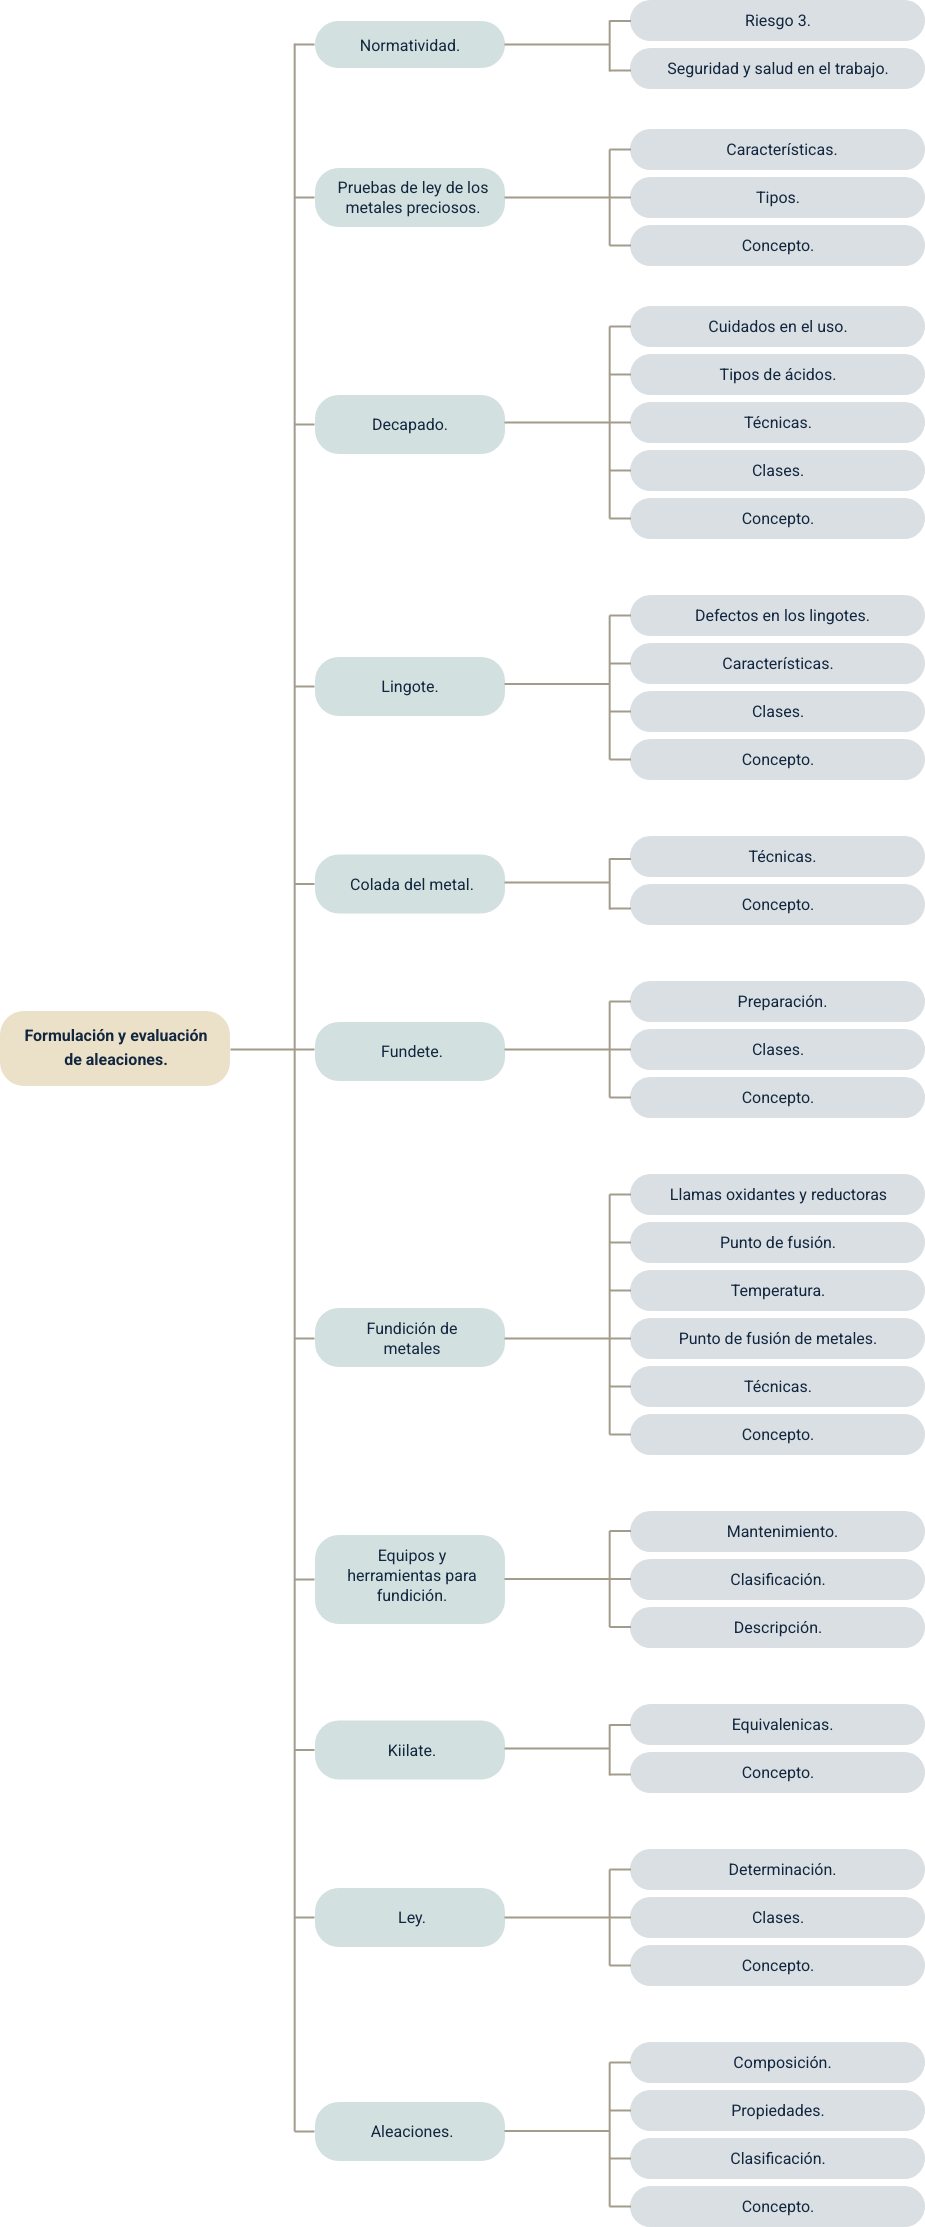 Normatividad.
Riesgo 3.
Seguridad y salud en el trabajo.
Pruebas de ley de los
metales preciosos.
Características.
Tipos.
Concepto.
Decapado.
Cuidados en el uso.
Tipos de ácidos.
Técnicas.
Clases.
Concepto.
Lingote.
Defectos en los lingotes.
Características.
Clases.
Concepto.
Colada del metal.
Técnicas.
Concepto.
Formulación y evaluación
de aleaciones.
Fundete.
Preparación.
Clases.
Concepto.
Fundición de
metales
Llamas oxidantes y reductoras
Punto de fusión.
Temperatura.
Punto de fusión de metales.
Técnicas.
Concepto.
Equipos y
herramientas para
fundición.
Mantenimiento.
Clasificación.
Descripción.
Kiilate.
Equivalenicas.
Concepto.
Ley.
Determinación.
Clases.
Concepto.
Aleaciones.
Composición.
Propiedades.
Clasificación.
Concepto.